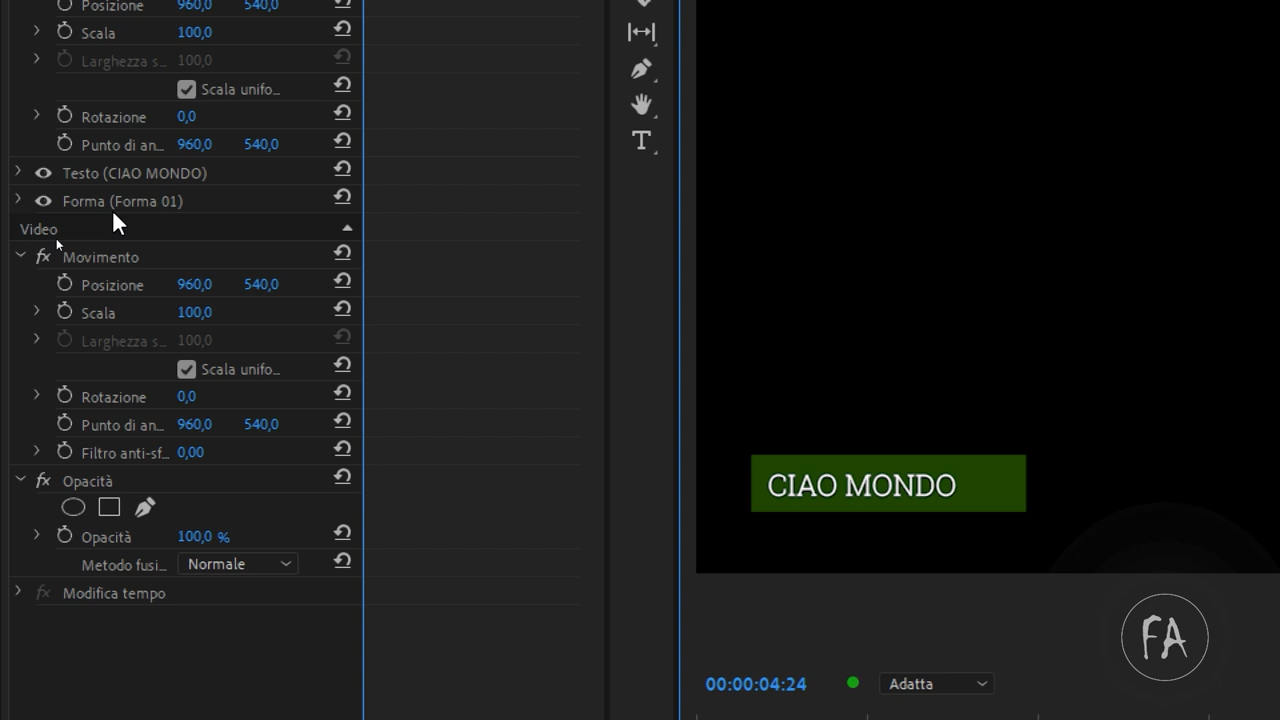 Posizione 960,0 540,0
Scala 100,0
Larghezza s... 100,0
Scala unifo...
Rotazione 0,0
Punto di an... 960,0 540,0
Testo (CIAO MONDO)
Forma (Forma 01)
Video
fx Movimento
Posizione 960,0 540,0
Scala 100,0
Larghezza s... 100,0
Scala unifo...
Rotazione 0,0
Punto di an... 960,0 540,0
Filtro anti-sf... 0,00
fx Opacità
Opacità 100,0 %
Metodo fusi... Normale
fx Modifica tempo
T
CIAO MONDO
FA
00:00:04:24 Adatta